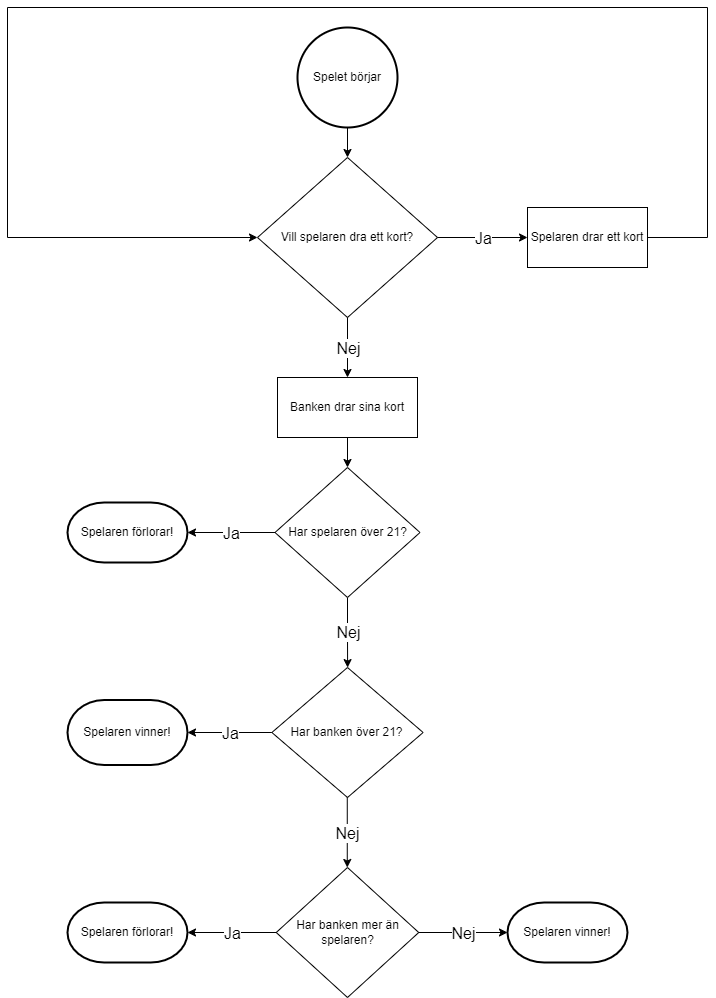 Spelet börjar
Vill spelaren dra ett kort?
Ja
Spelaren drar ett kort
Nej
Banken drar sina kort
Spelaren förlorar!
Ja
Har spelaren över 21?
Nej
Spelaren vinner!
Ja
Har banken över 21?
Nej
Spelaren förlorar!
Ja
Har banken mer än
spelaren?
Nej
Spelaren vinner!